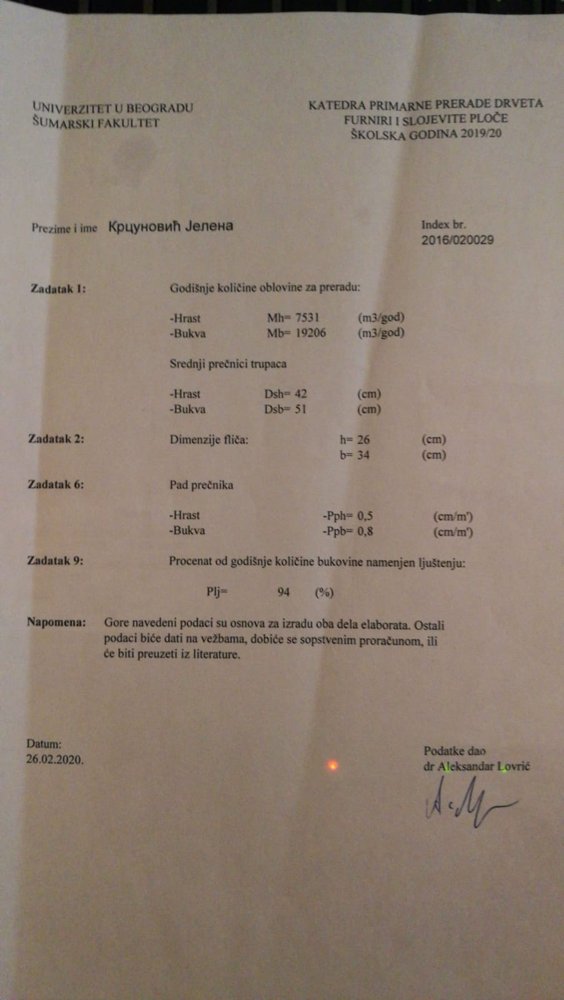 UNIVERZITET U BEOGRADU
ŠUMARSKI FAKULTET
KATEDRA PRIMARNE PRERADE DRVETA
FURNIRI I SLOJEVITE PLOČE
ŠKOLSKA GODINA 2019/20
Prezime i ime Крцуновић Јелена
Index br.
2016/020029
Zadatak 1: Godišnje količine oblovine za preradu:
-Hrast Mh= 7531 (m3/god)
-Bukva Mb= 19206 (m3/god)
Srednji prečnici trupaca
-Hrast Dsh= 42 (cm)
-Bukva Dsb= 51 (cm)
Zadatak 2: Dimenzije fliča: h= 26 (cm)
b= 34 (cm)
Zadatak 6: Pad prečnika
-Hrast -Pph= 0,5 (cm/m')
-Bukva -Ppb= 0,8 (cm/m')
Zadatak 9: Procenat od godišnje količine bukovine namenjen ljuštenju:
Plj= 94 (%)
Napomena: Gore navedeni podaci su osnova za izradu oba dela elaborata. Ostali
podaci biće dati na vežbama, dobiće se sopstvenim proračunom, ili
će biti preuzeti iz literature.
Datum:
26.02.2020.
Podatke dao
dr Aleksandar Lovrić